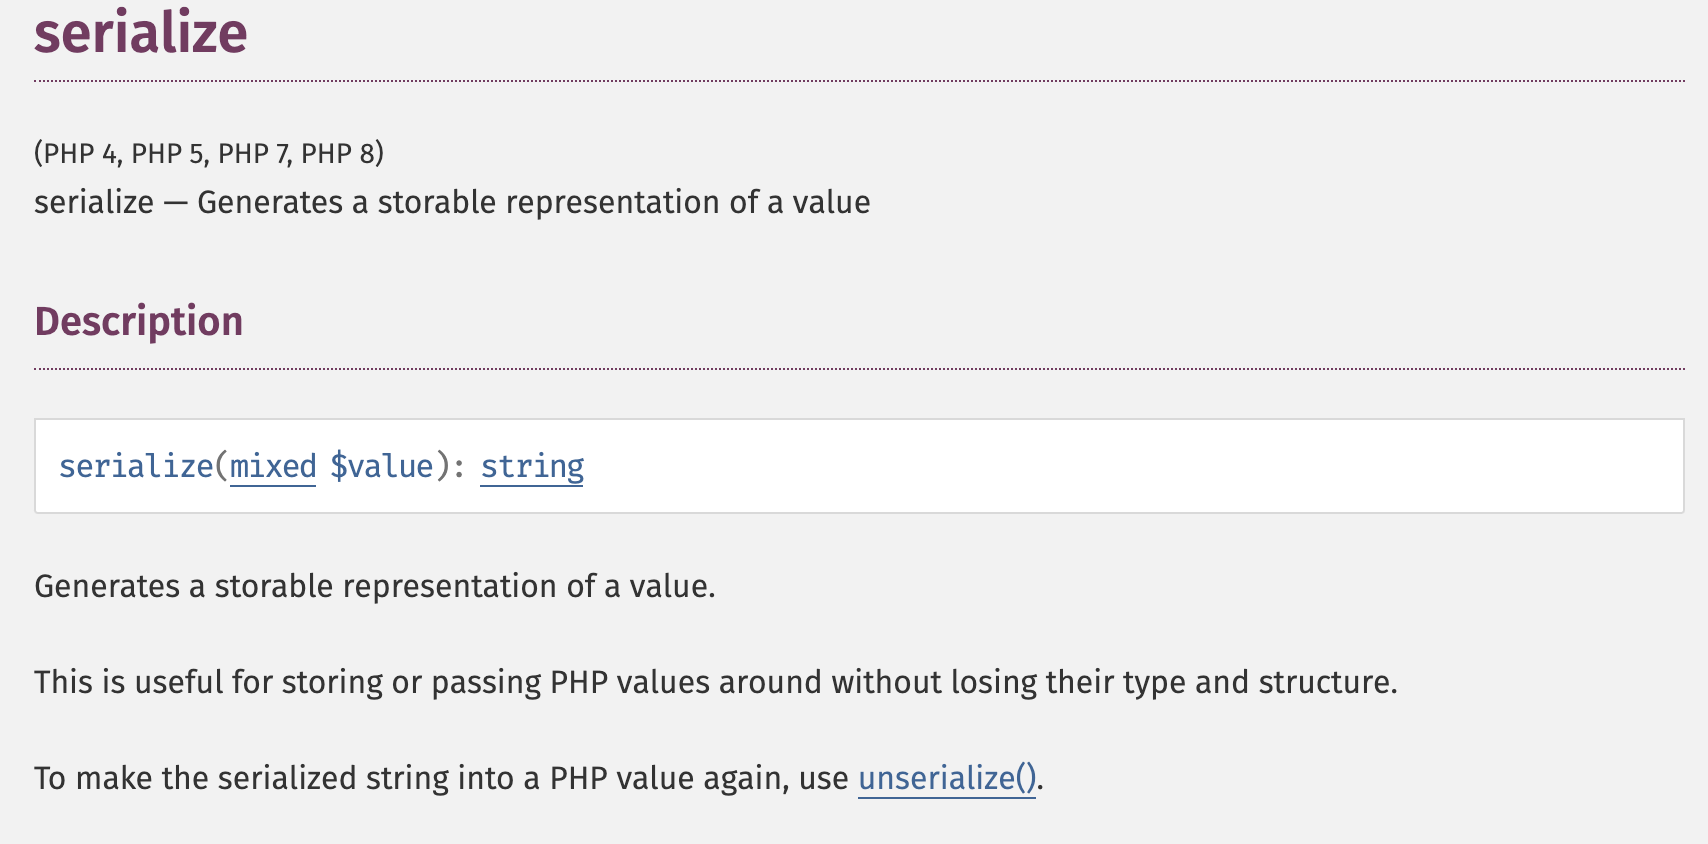 serialize
(PHP 4, PHP 5, PHP 7, PHP 8)
serialize — Generates a storable representation of a value
Description
serialize(mixed $value): string
Generates a storable representation of a value.
This is useful for storing or passing PHP values around without losing their type and structure.
To make the serialized string into a PHP value again, use unserialize().